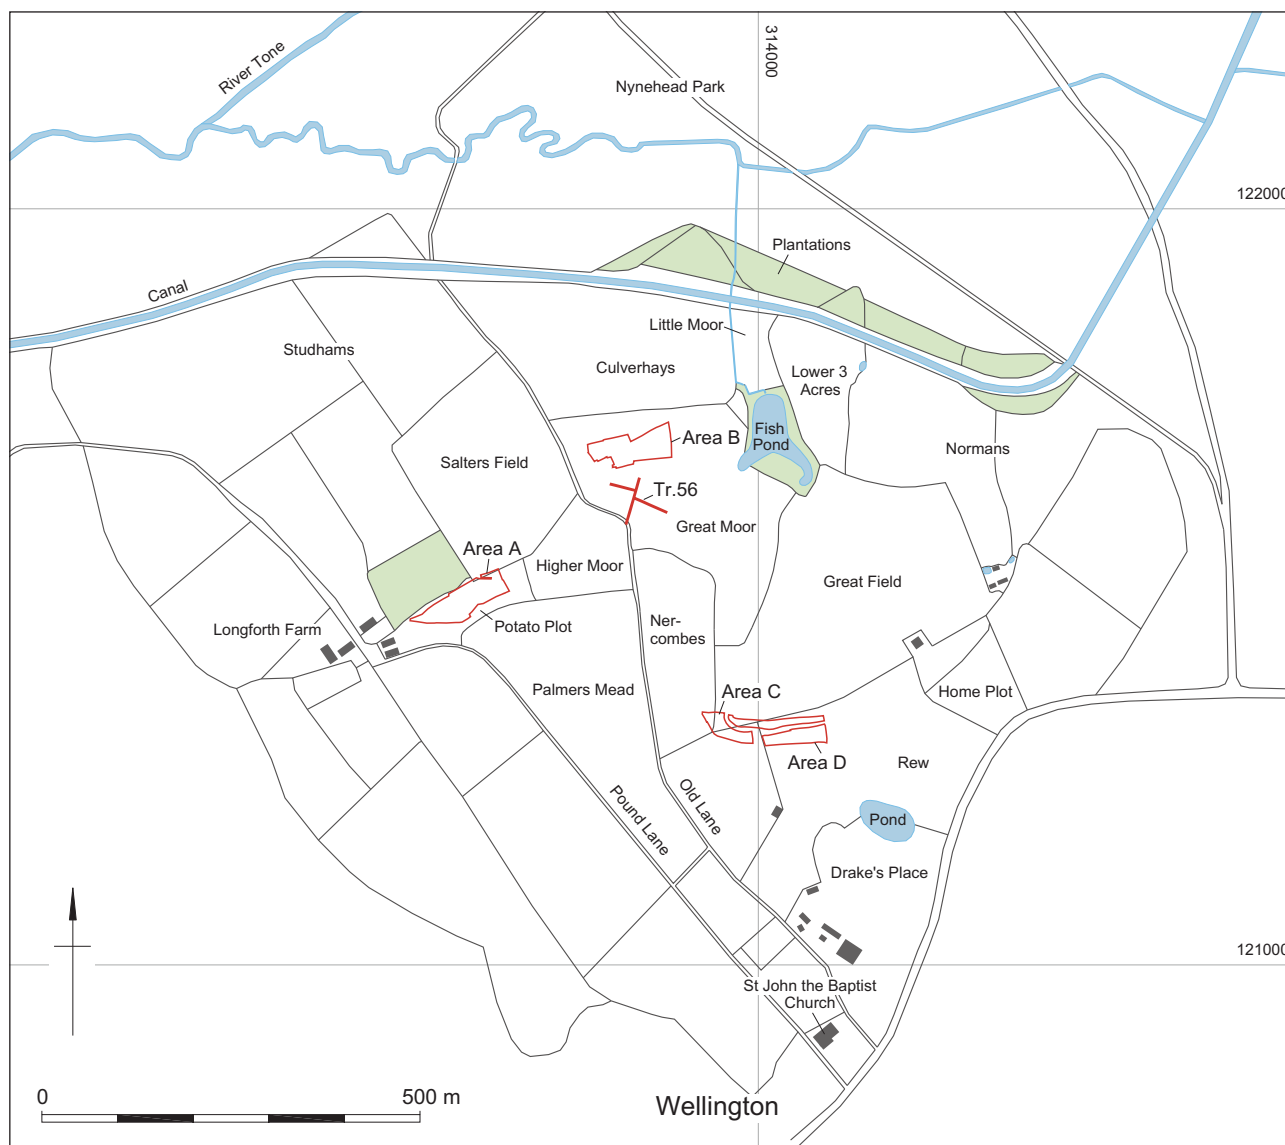 River Tone
314000
Nynehead Park
122000
Plantations
Canal
Little Moor
Studhams
Culverhays
Lower 3
Acres
Fish
Pond
Area B
Normans
Salters Field
Tr.56
Great Moor
Area A
Higher Moor
Great Field
Longforth Farm
Potato Plot
Ner-
combes
Palmers Mead
Area C
Home Plot
Area D
Rew
Old Lane
Pound Lane
Pond
Drake's Place
121000
St John the Baptist
Church
0
500 m
Wellington